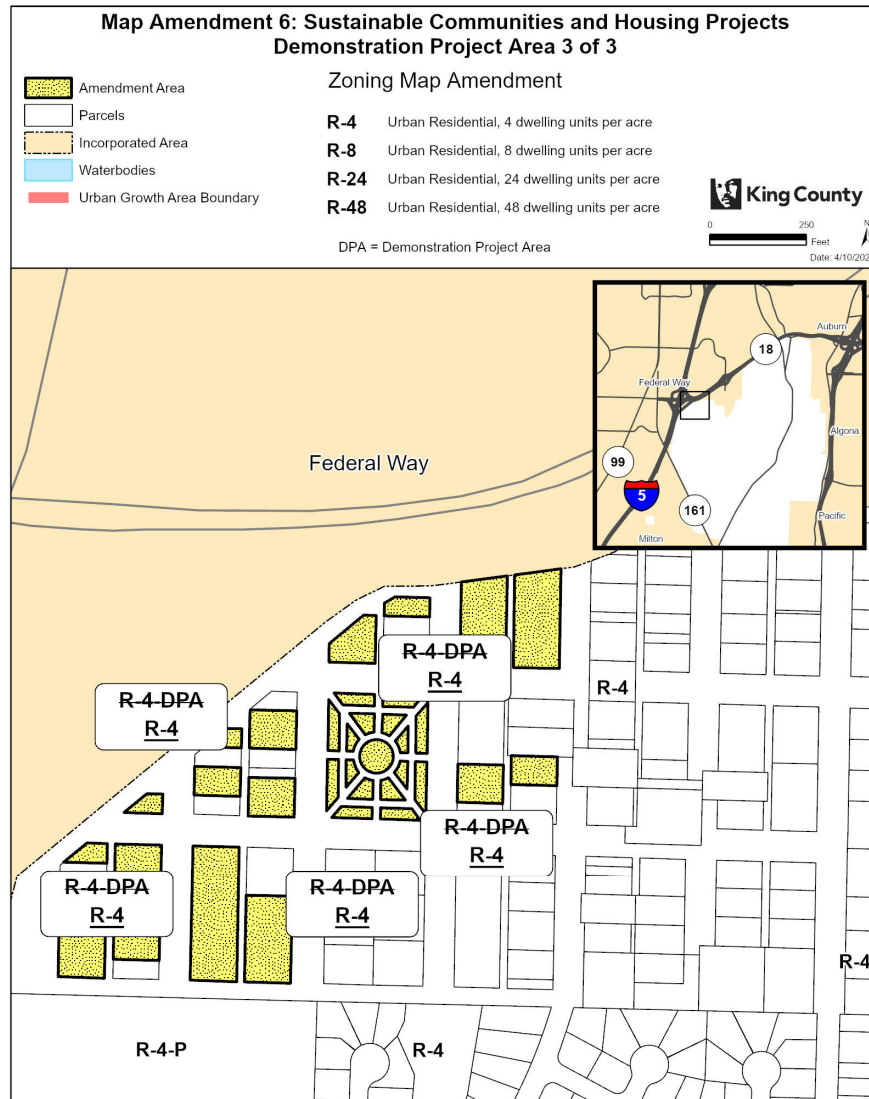 Map Amendment 6: Sustainable Communities and Housing Projects
Demonstration Project Area 3 of 3
Amendment Area
Parcels
Incorporated Area
Waterbodies
Urban Growth Area Boundary
Zoning Map Amendment
R-4 Urban Residential, 4 dwelling units per acre
R-8 Urban Residential, 8 dwelling units per acre
R-24 Urban Residential, 24 dwelling units per acre
R-48 Urban Residential, 48 dwelling units per acre
DPA = Demonstration Project Area
King County
0 250
Feet
N
Date: 4/10/202
Auburn
18
Federal Way
Algona
99
5
161
Pacific
Milton
Federal Way
R-4-DPA
R-4
R-4
R-4-DPA
R-4
R-4-DPA
R-4
R-4-DPA
R-4
R-4-DPA
R-4
R-4
R-4-P
R-4